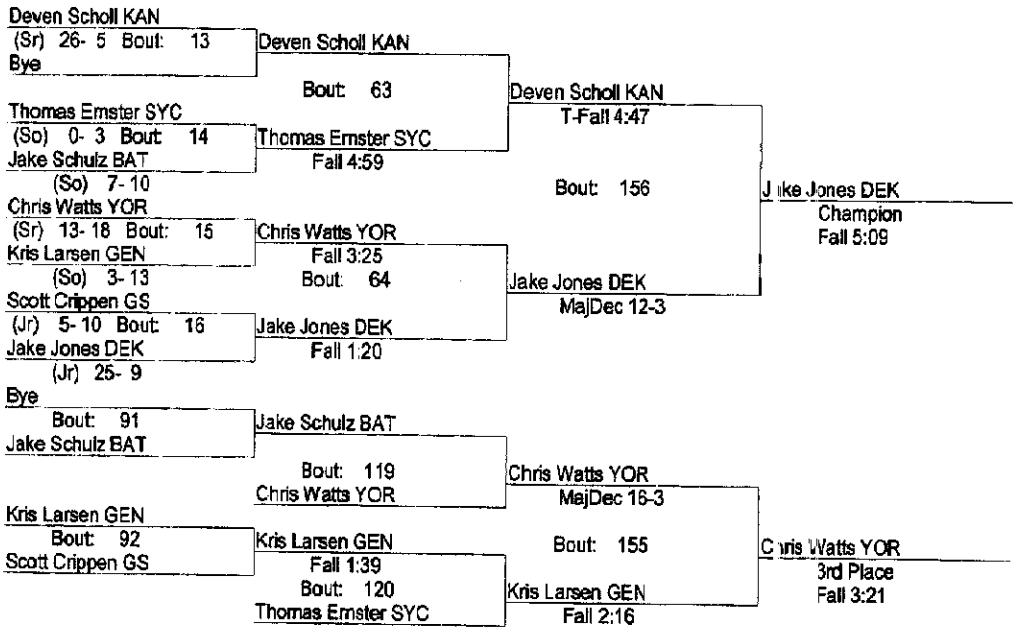 Deven Scholl KAN
(Sr) 26- 5 Bout: 13
Bye
Deven Scholl KAN
Bout: 63
Thomas Ernster SYC
(So) 0- 3 Bout: 14
Jake Schulz BAT
(So) 7- 10
Thomas Ernster SYC
Fall 4:59
Deven Scholl KAN
T-Fall 4:47
Chris Watts YOR
(Sr) 13- 18 Bout: 15
Kris Larsen GEN
(So) 3- 13
Chris Watts YOR
Fall 3:25
Bout: 64
Scott Crippen GS
(Jr) 5- 10 Bout: 16
Jake Jones DEK
(Jr) 25- 9
Jake Jones DEK
Fall 1:20
Jake Jones DEK
MajDec 12-3
Bout: 156
Jake Jones DEK
Champion
Fall 5:09
Bye
Bout: 91
Jake Schulz BAT
Jake Schulz BAT
Bout: 119
Chris Watts YOR
Chris Watts YOR
MajDec 16-3
Kris Larsen GEN
Bout: 92
Scott Crippen GS
Kris Larsen GEN
Fall 1:39
Bout: 120
Thomas Ernster SYC
Kris Larsen GEN
Fall 2:16
Bout: 155
Chris Watts YOR
3rd Place
Fall 3:21